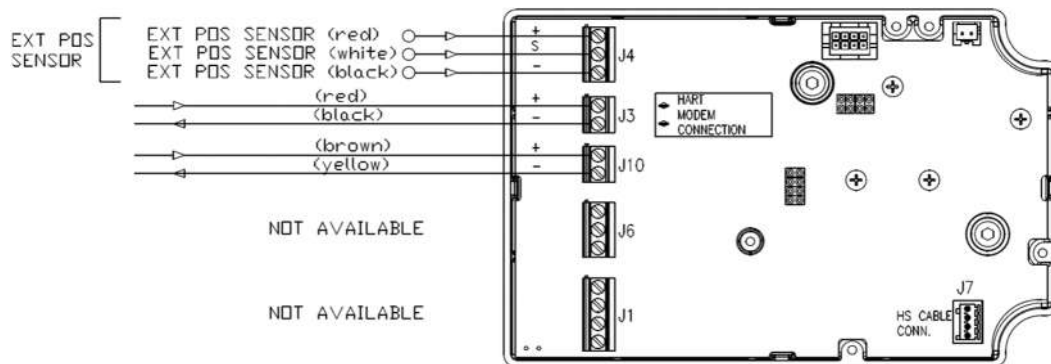 EXT POS
SENSOR
EXT POS SENSOR (red)
EXT POS SENSOR (white)
EXT POS SENSOR (black)
+
S
-
J4
(red)
(black)
+
-
J3
(brown)
(yellow)
+
-
J10
NOT AVAILABLE
J6
NOT AVAILABLE
J1
HART
MODEM
CONNECTION
J7
HS CABLE
CONN.